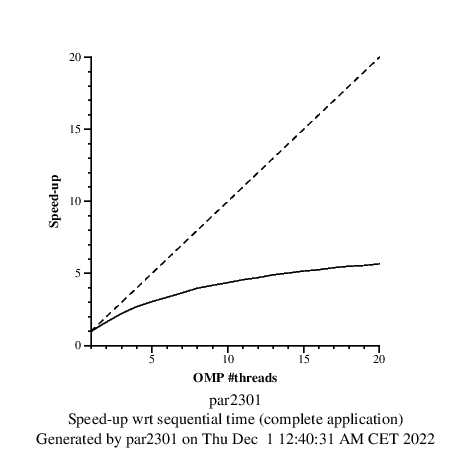 20
15
10
5
0
Speed-up
5 10 15 20
OMP #threads
par2301
Speed-up wrt sequential time (complete application)
Generated by par2301 on Thu Dec  1 12:40:31 AM CET 2022